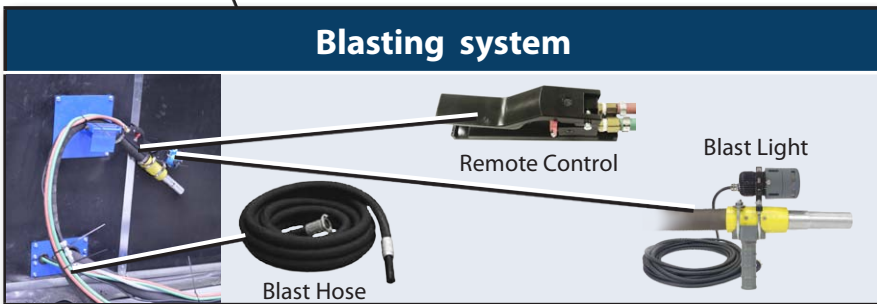 Blasting system
Remote Control
Blast Light
Blast Hose